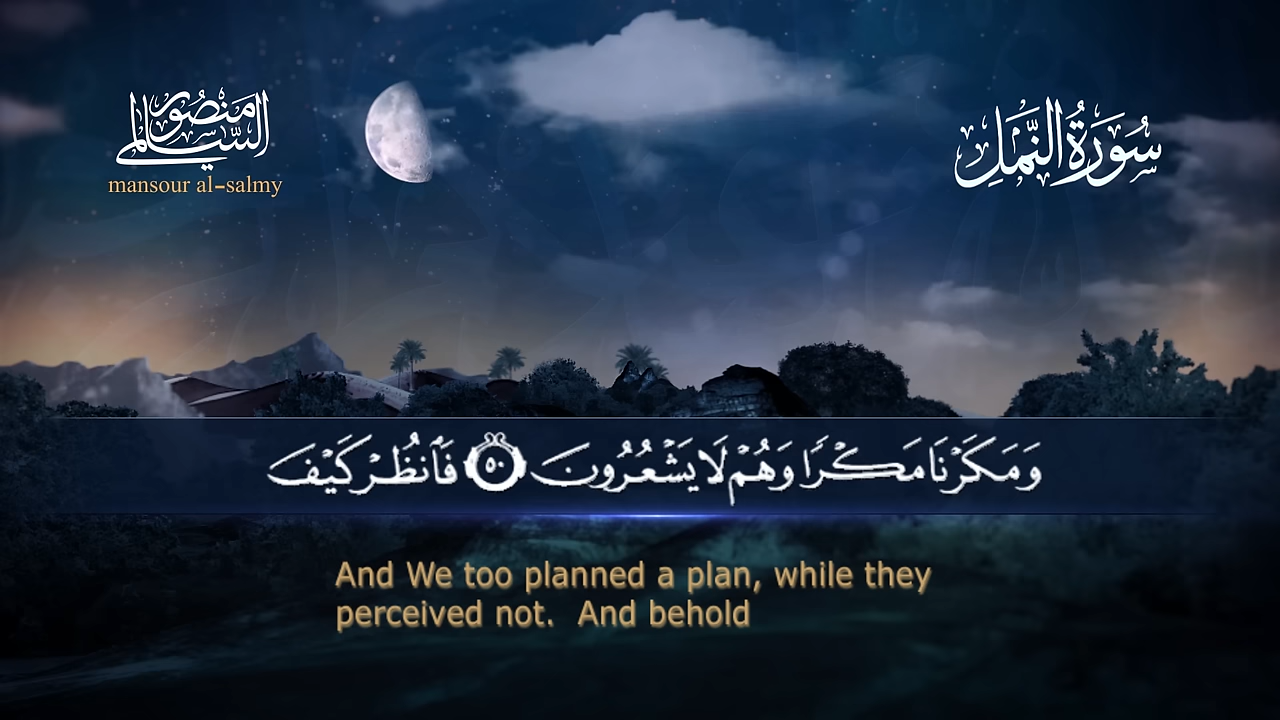 منصور السالمي
mansour al-salmy
سُورَةُ النَّمْلِ
وَمَكَرْنَا مَكْرًا وَهُمْ لَا يَشْعُرُونَ ٥٠ فَانظُرْ كَيْفَ
And We too planned a plan, while they
perceived not.  And behold